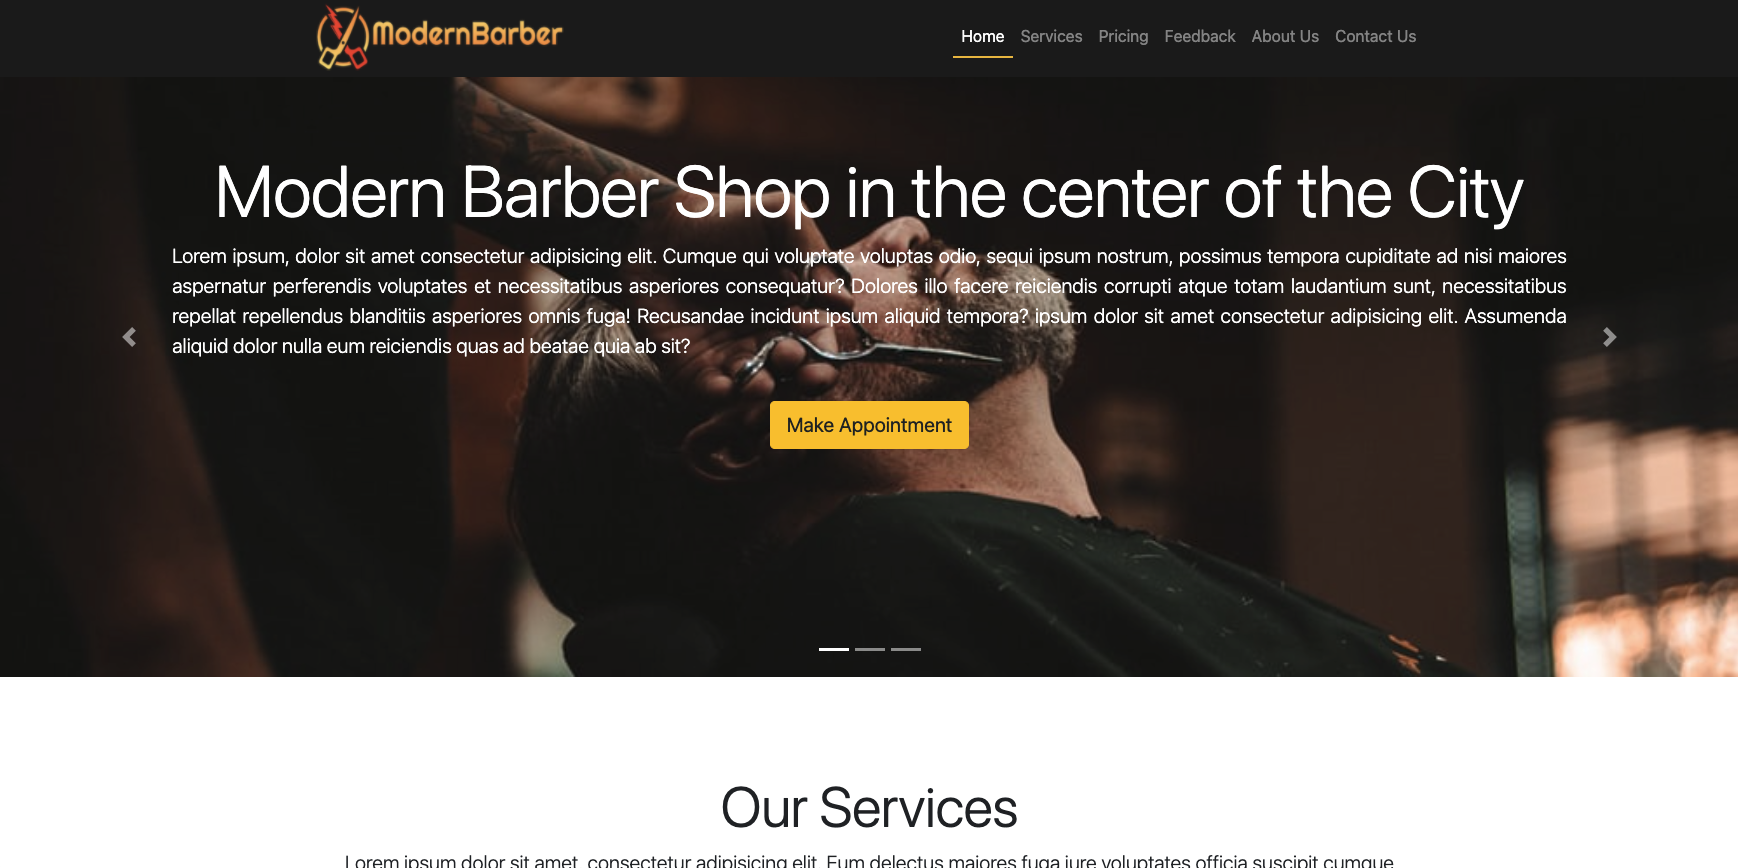 ModernBarber
Home Services Pricing Feedback About Us Contact Us
Modern Barber Shop in the center of the City
Lorem ipsum, dolor sit amet consectetur adipisicing elit. Cumque qui voluptate voluptas odio, sequi ipsum nostrum, possimus tempora cupiditate ad nisi maiores
aspernatur perferendis voluptates et necessitatibus asperiores consequatur? Dolores illo facere reiciendis corrupti atque totam laudantium sunt, necessitatibus
repellat repellendus blanditiis asperiores omnis fuga! Recusandae incidunt ipsum aliquid tempora? ipsum dolor sit amet consectetur adipisicing elit. Assumenda
aliquid dolor nulla eum reiciendis quas ad beatae quia ab sit?
Make Appointment
Our Services
Lorem ipsum dolor sit amet, consectetur adipisicing elit. Eum delectus maiores fuga iure voluptates officia suscipit cumque